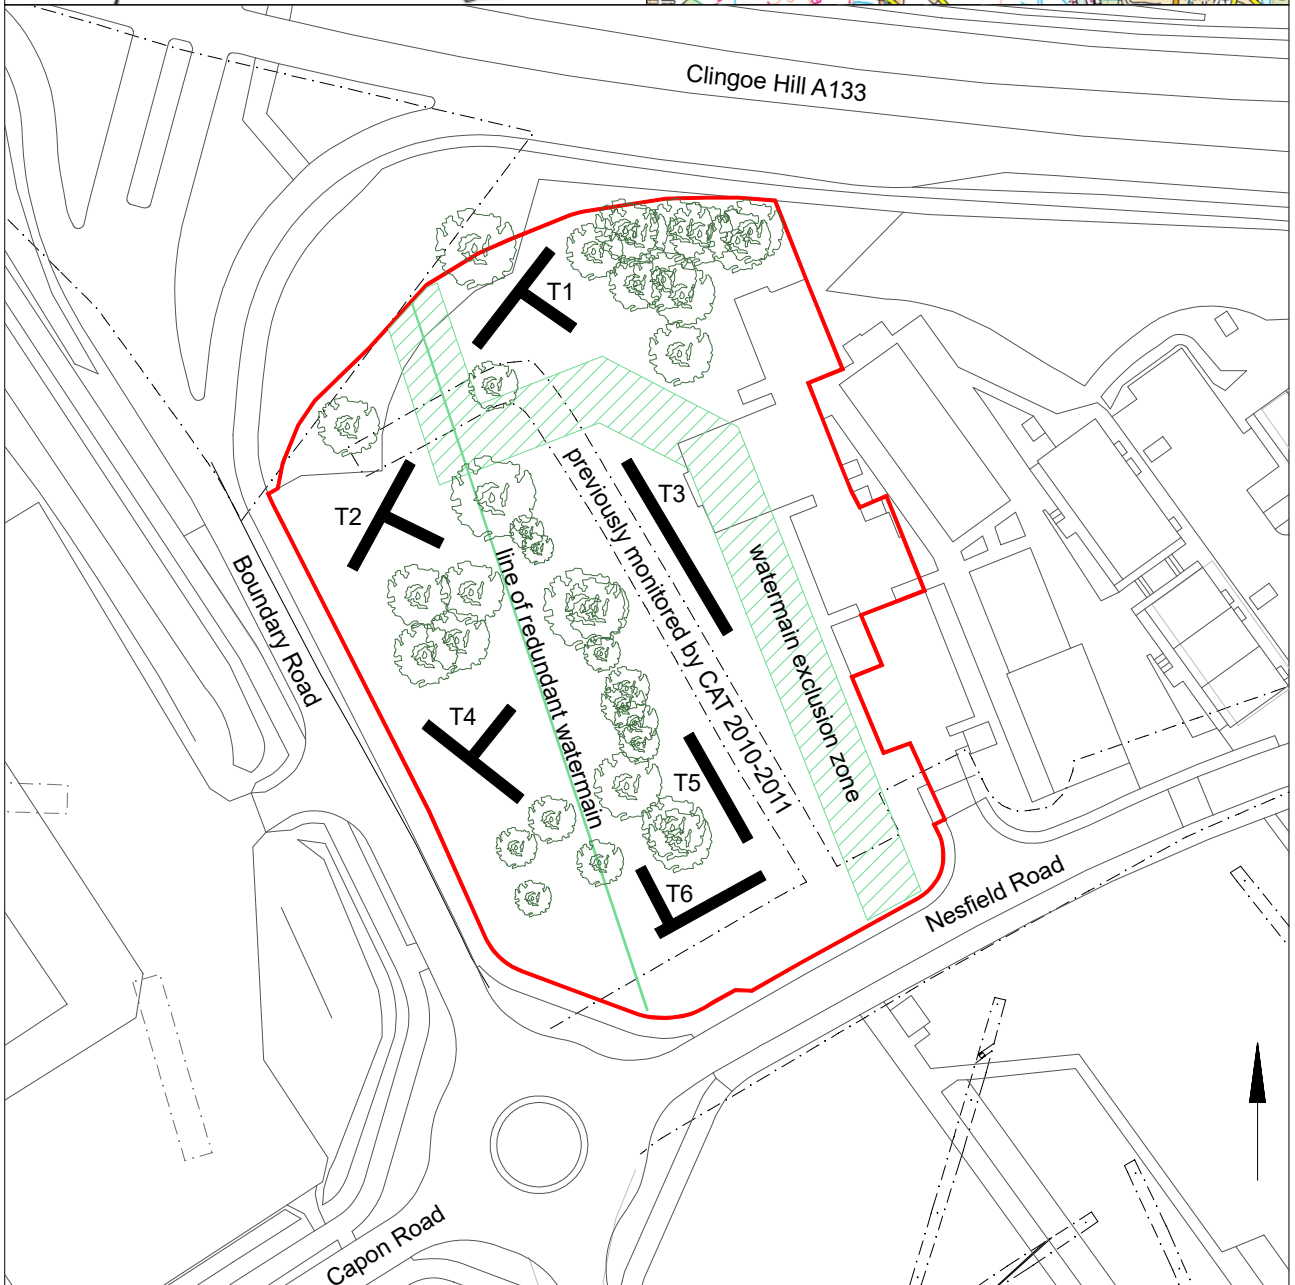 Clingoe Hill A133
T1
T3
T2
previously monitored by CAT 2010-2011
line of redundant watermain
watermain exclusion zone
Boundary Road
T4
T5
T6
Nesfield Road
Capon Road